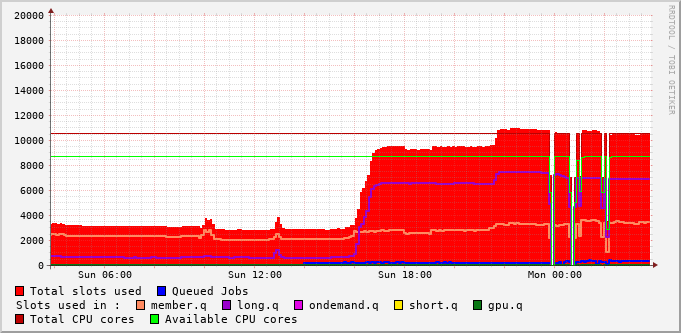 20000
18000
16000
14000
12000
10000
8000
6000
4000
2000
0
Sun 06:00 Sun 12:00 Sun 18:00 Mon 00:00
Total slots used Queued Jobs
Slots used in : member.q long.q ondemand.q short.q gpu.q
Total CPU cores Available CPU cores
RRDTOOL / TOBI OETIKER